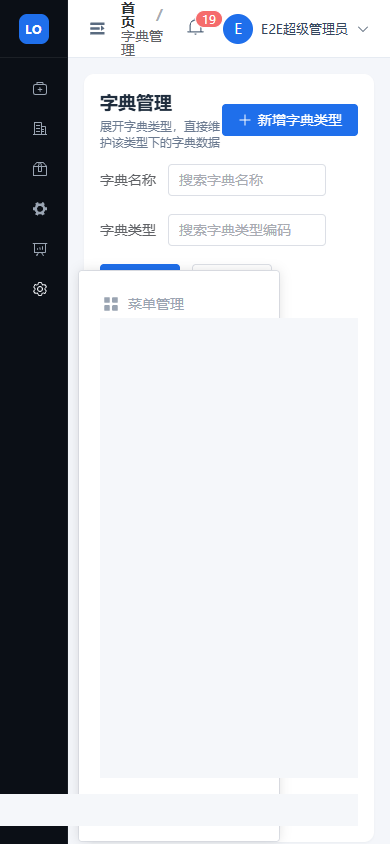 LO
首页 /
字典管理
19
E
E2E超级管理员
字典管理
展开字典类型，直接维
护该类型下的字典数据
新增字典类型
字典名称
搜索字典名称
字典类型
搜索字典类型编码
菜单管理